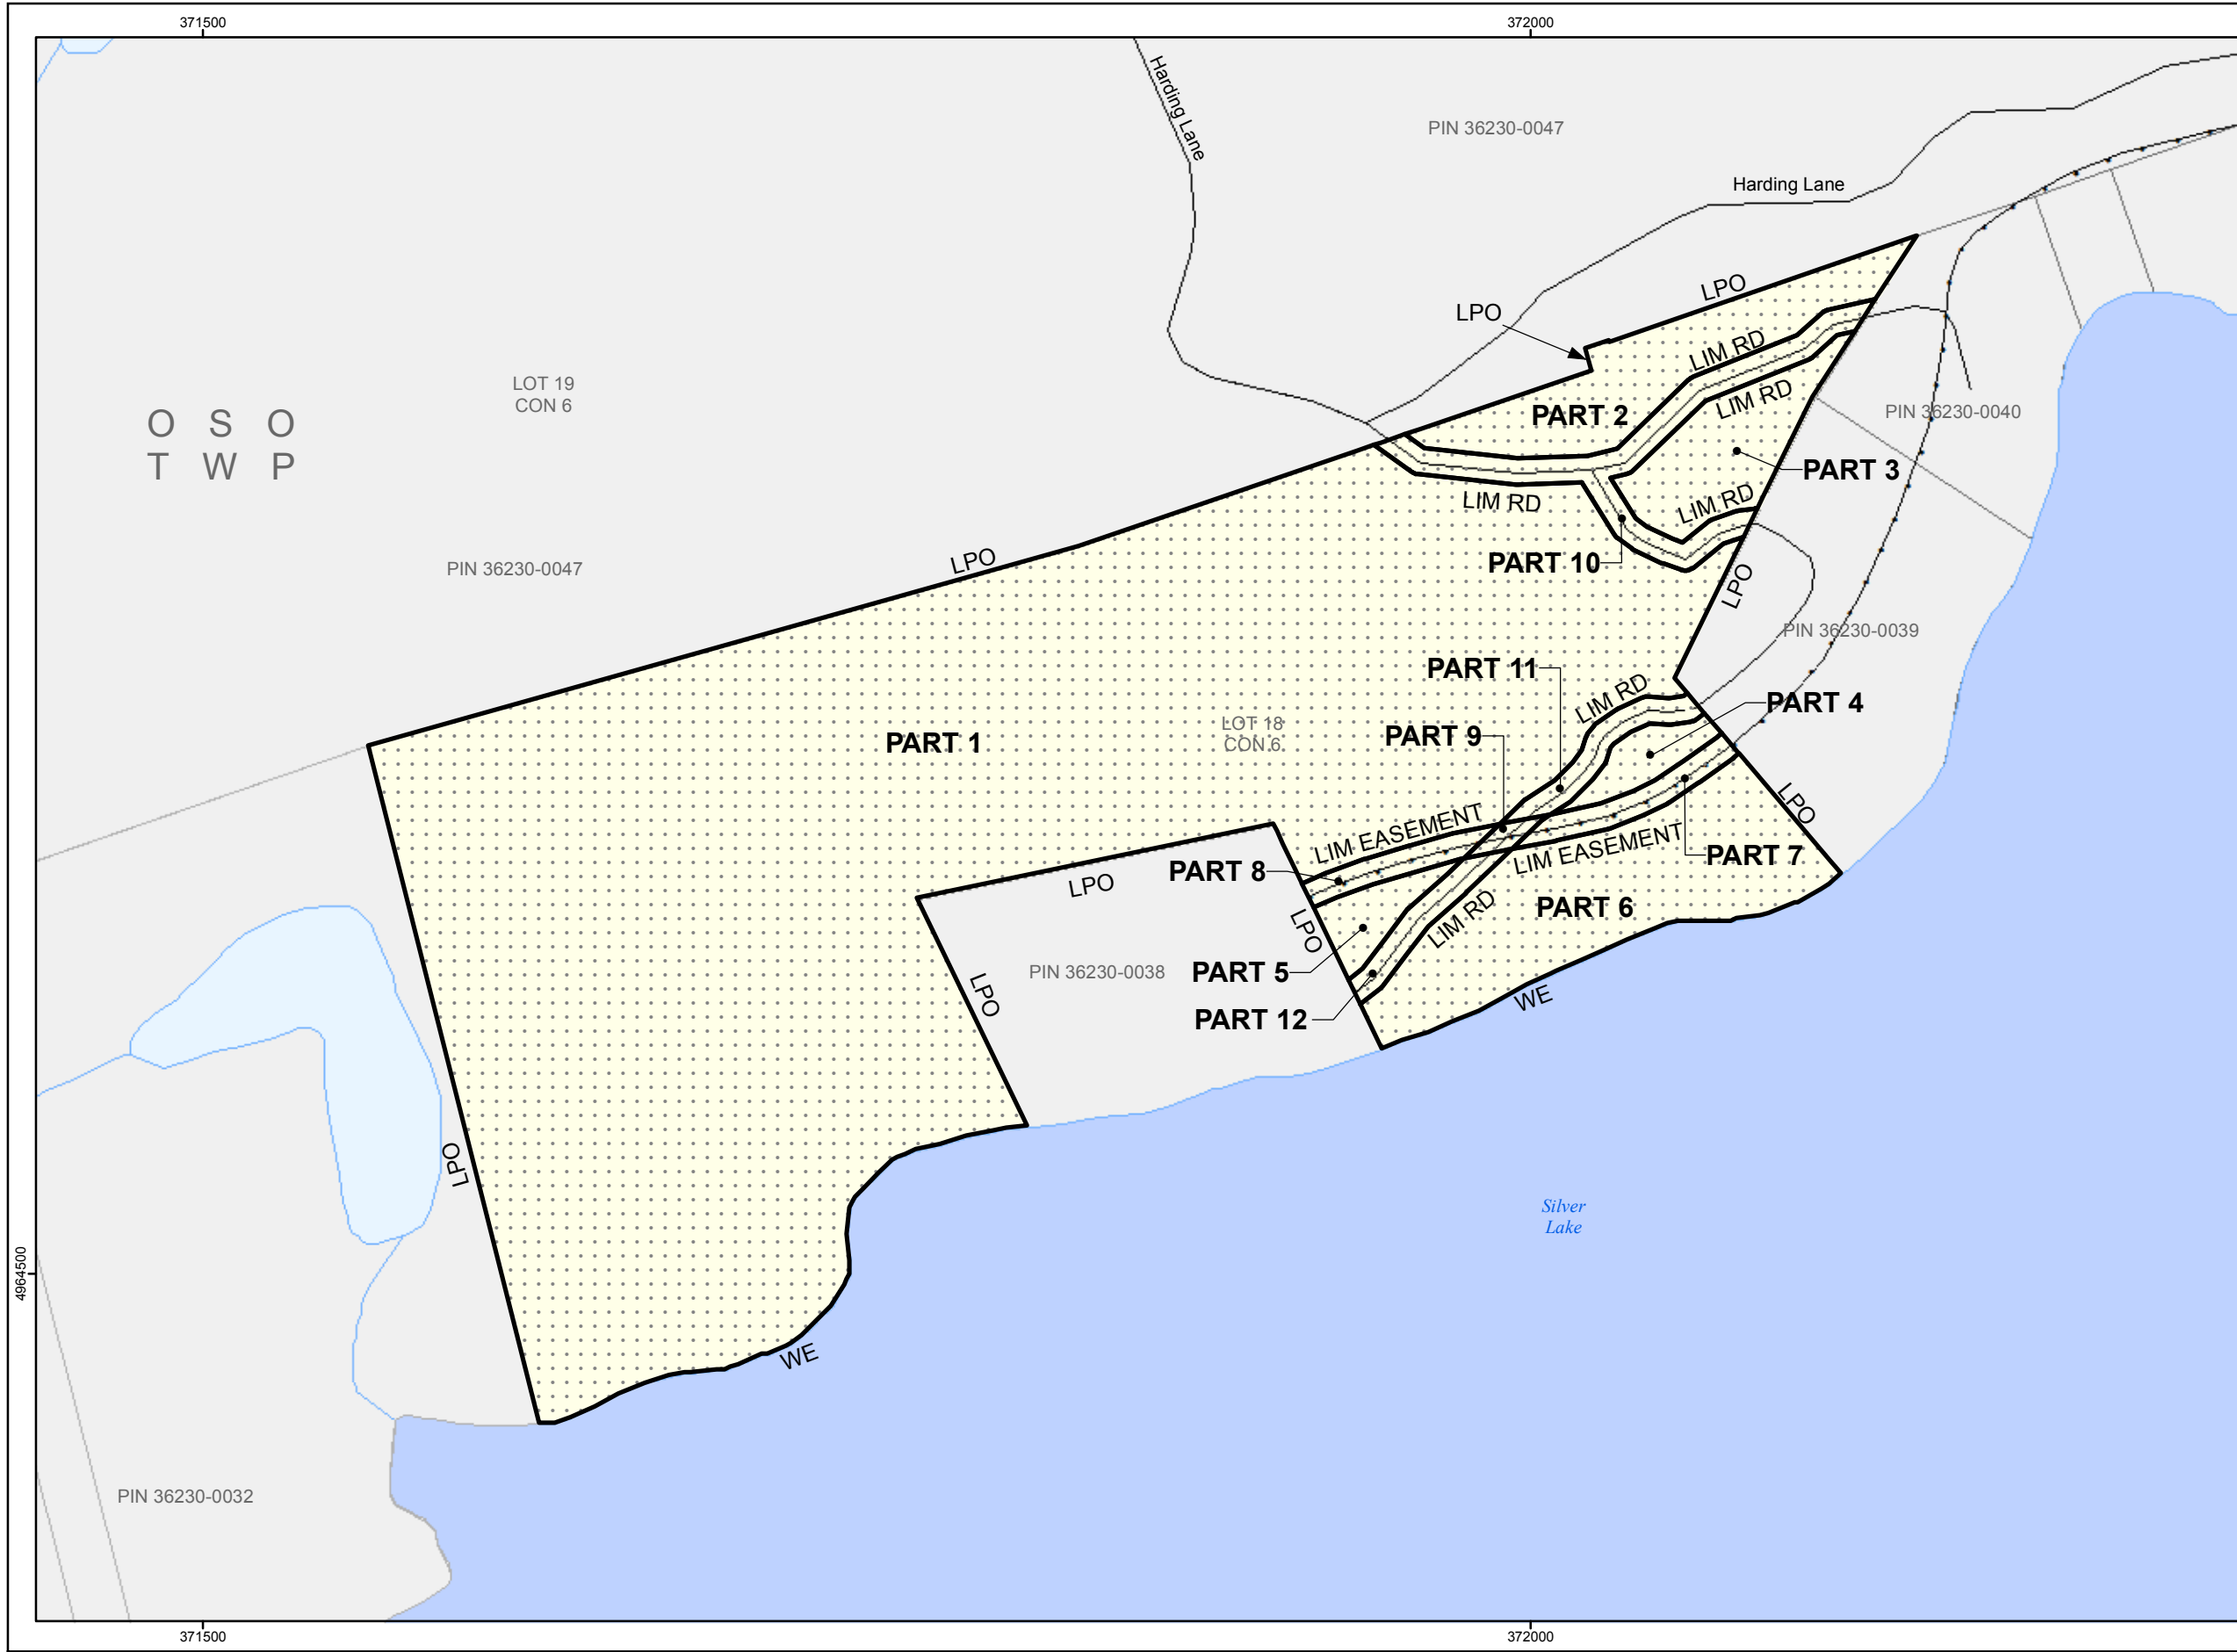 371500
372000
Harding Lane
PIN 36230-0047
Harding Lane
LPO
LPO
LIM RD
LOT 19
CON 6
O S O
T W P
LIM RD
PIN 36230-0040
PART 2
PART 3
LIM RD
LIM RD
LPO
PART 10
PIN 36230-0047
LPO
PIN 36230-0039
PART 11
LIM RD
PART 4
LOT 18
CON 6
PART 9
PART 1
LPO
LIM EASEMENT
LIM EASEMENT
PART 7
PART 8
LPO
PART 6
LIM RD
LPO
PIN 36230-0038
PART 5
LPO
WE
PART 12
LPO
Silver
Lake
4964500
WE
PIN 36230-0032
371500
372000